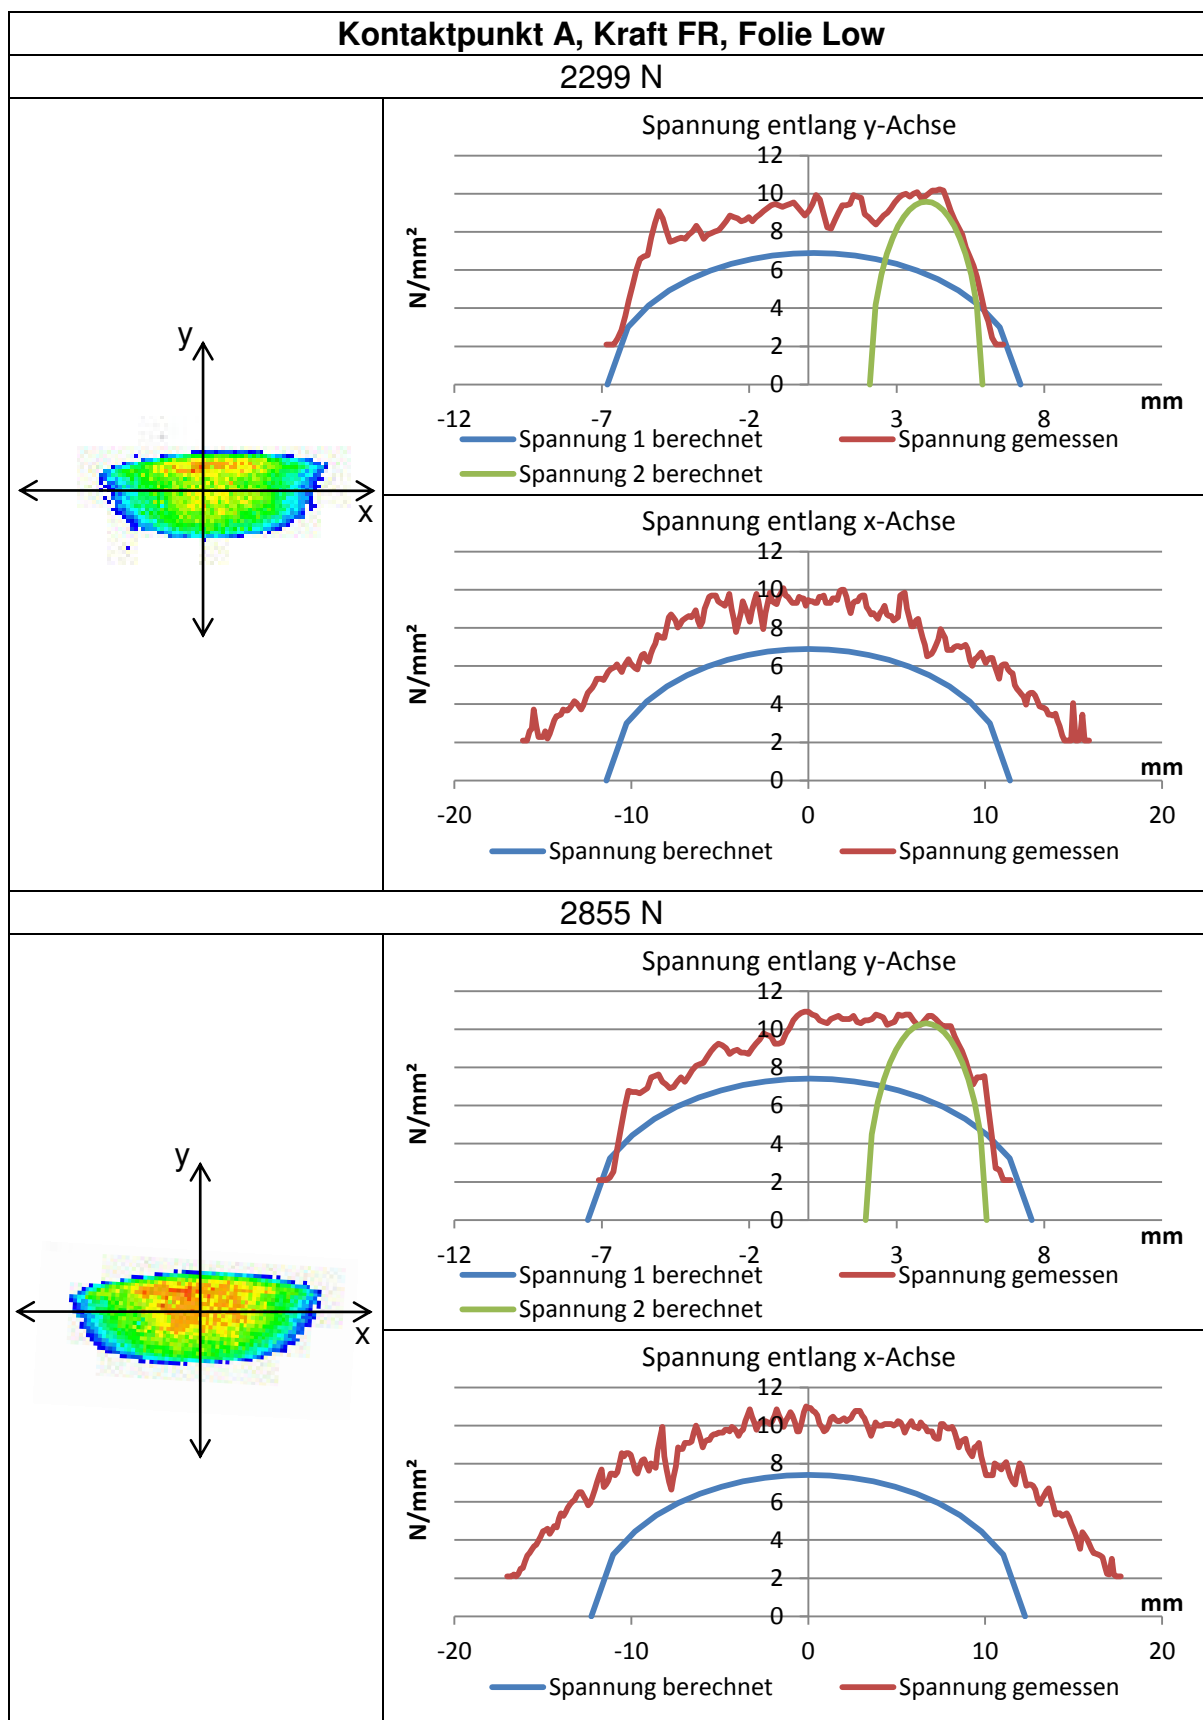 Kontaktpunkt A, Kraft FR, Folie Low
2299 N
y
x
Spannung entlang y-Achse
12
10
8
6
4
2
0
N/mm²
-12 -7 -2 3 8
mm
Spannung 1 berechnet Spannung gemessen
Spannung 2 berechnet
Spannung entlang x-Achse
12
10
8
6
4
2
0
N/mm²
mm
-20 -10 0 10 20
Spannung berechnet Spannung gemessen
2855 N
y
x
Spannung entlang y-Achse
12
10
8
6
4
2
0
N/mm²
mm
-12 -7 -2 3 8
Spannung 1 berechnet Spannung gemessen
Spannung 2 berechnet
Spannung entlang x-Achse
12
10
8
6
4
2
0
N/mm²
mm
-20 -10 0 10 20
Spannung berechnet Spannung gemessen